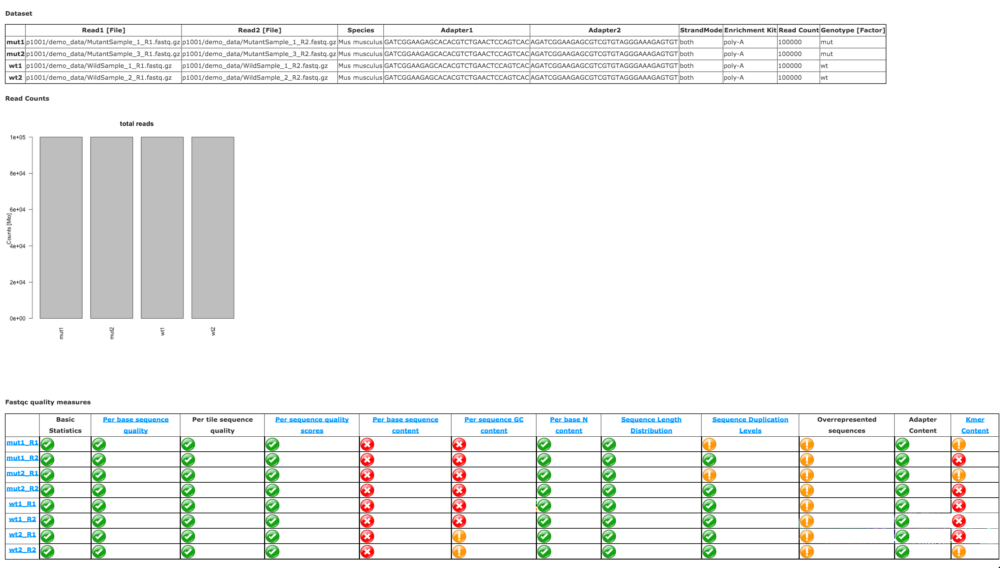 Dataset
Read1 [File] Read2 [File] Species Adapter1 Adapter2 StrandMode Enrichment Kit Read Count Genotype [Factor]
mut1 p1001/demo_data/MutantSample_1_R1.fastq.gz p1001/demo_data/MutantSample_1_R2.fastq.gz Mus musculus GATCGGAAGAGCACACGTCTGAACTCCAGTCAC AGATCGGAAGAGCGTCGTGTAGGGAAAGAGTGT both poly-A 100000 mut
mut2 p1001/demo_data/MutantSample_3_R1.fastq.gz p1001/demo_data/MutantSample_3_R2.fastq.gz Mus musculus GATCGGAAGAGCACACGTCTGAACTCCAGTCAC AGATCGGAAGAGCGTCGTGTAGGGAAAGAGTGT both poly-A 100000 mut
wt1 p1001/demo_data/WildSample_1_R1.fastq.gz p1001/demo_data/WildSample_1_R2.fastq.gz Mus musculus GATCGGAAGAGCACACGTCTGAACTCCAGTCAC AGATCGGAAGAGCGTCGTGTAGGGAAAGAGTGT both poly-A 100000 wt
wt2 p1001/demo_data/WildSample_2_R1.fastq.gz p1001/demo_data/WildSample_2_R2.fastq.gz Mus musculus GATCGGAAGAGCACACGTCTGAACTCCAGTCAC AGATCGGAAGAGCGTCGTGTAGGGAAAGAGTGT both poly-A 100000 wt
Read Counts
total reads
1e+05
8e+04
6e+04
4e+04
2e+04
0e+00
Counts [Mio]
mut1 mut2 wt1 wt2
Fastqc quality measures
Basic Per base sequence Per tile sequence Per sequence quality Per base sequence Per sequence GC Per base N Sequence Length Sequence Duplication Overrepresented Adapter Kmer
Statistics quality quality scores content content content Distribution Levels sequences Content Content
mut1_R1
mut1_R2
mut2_R1
mut2_R2
wt1_R1
wt1_R2
wt2_R1
wt2_R2